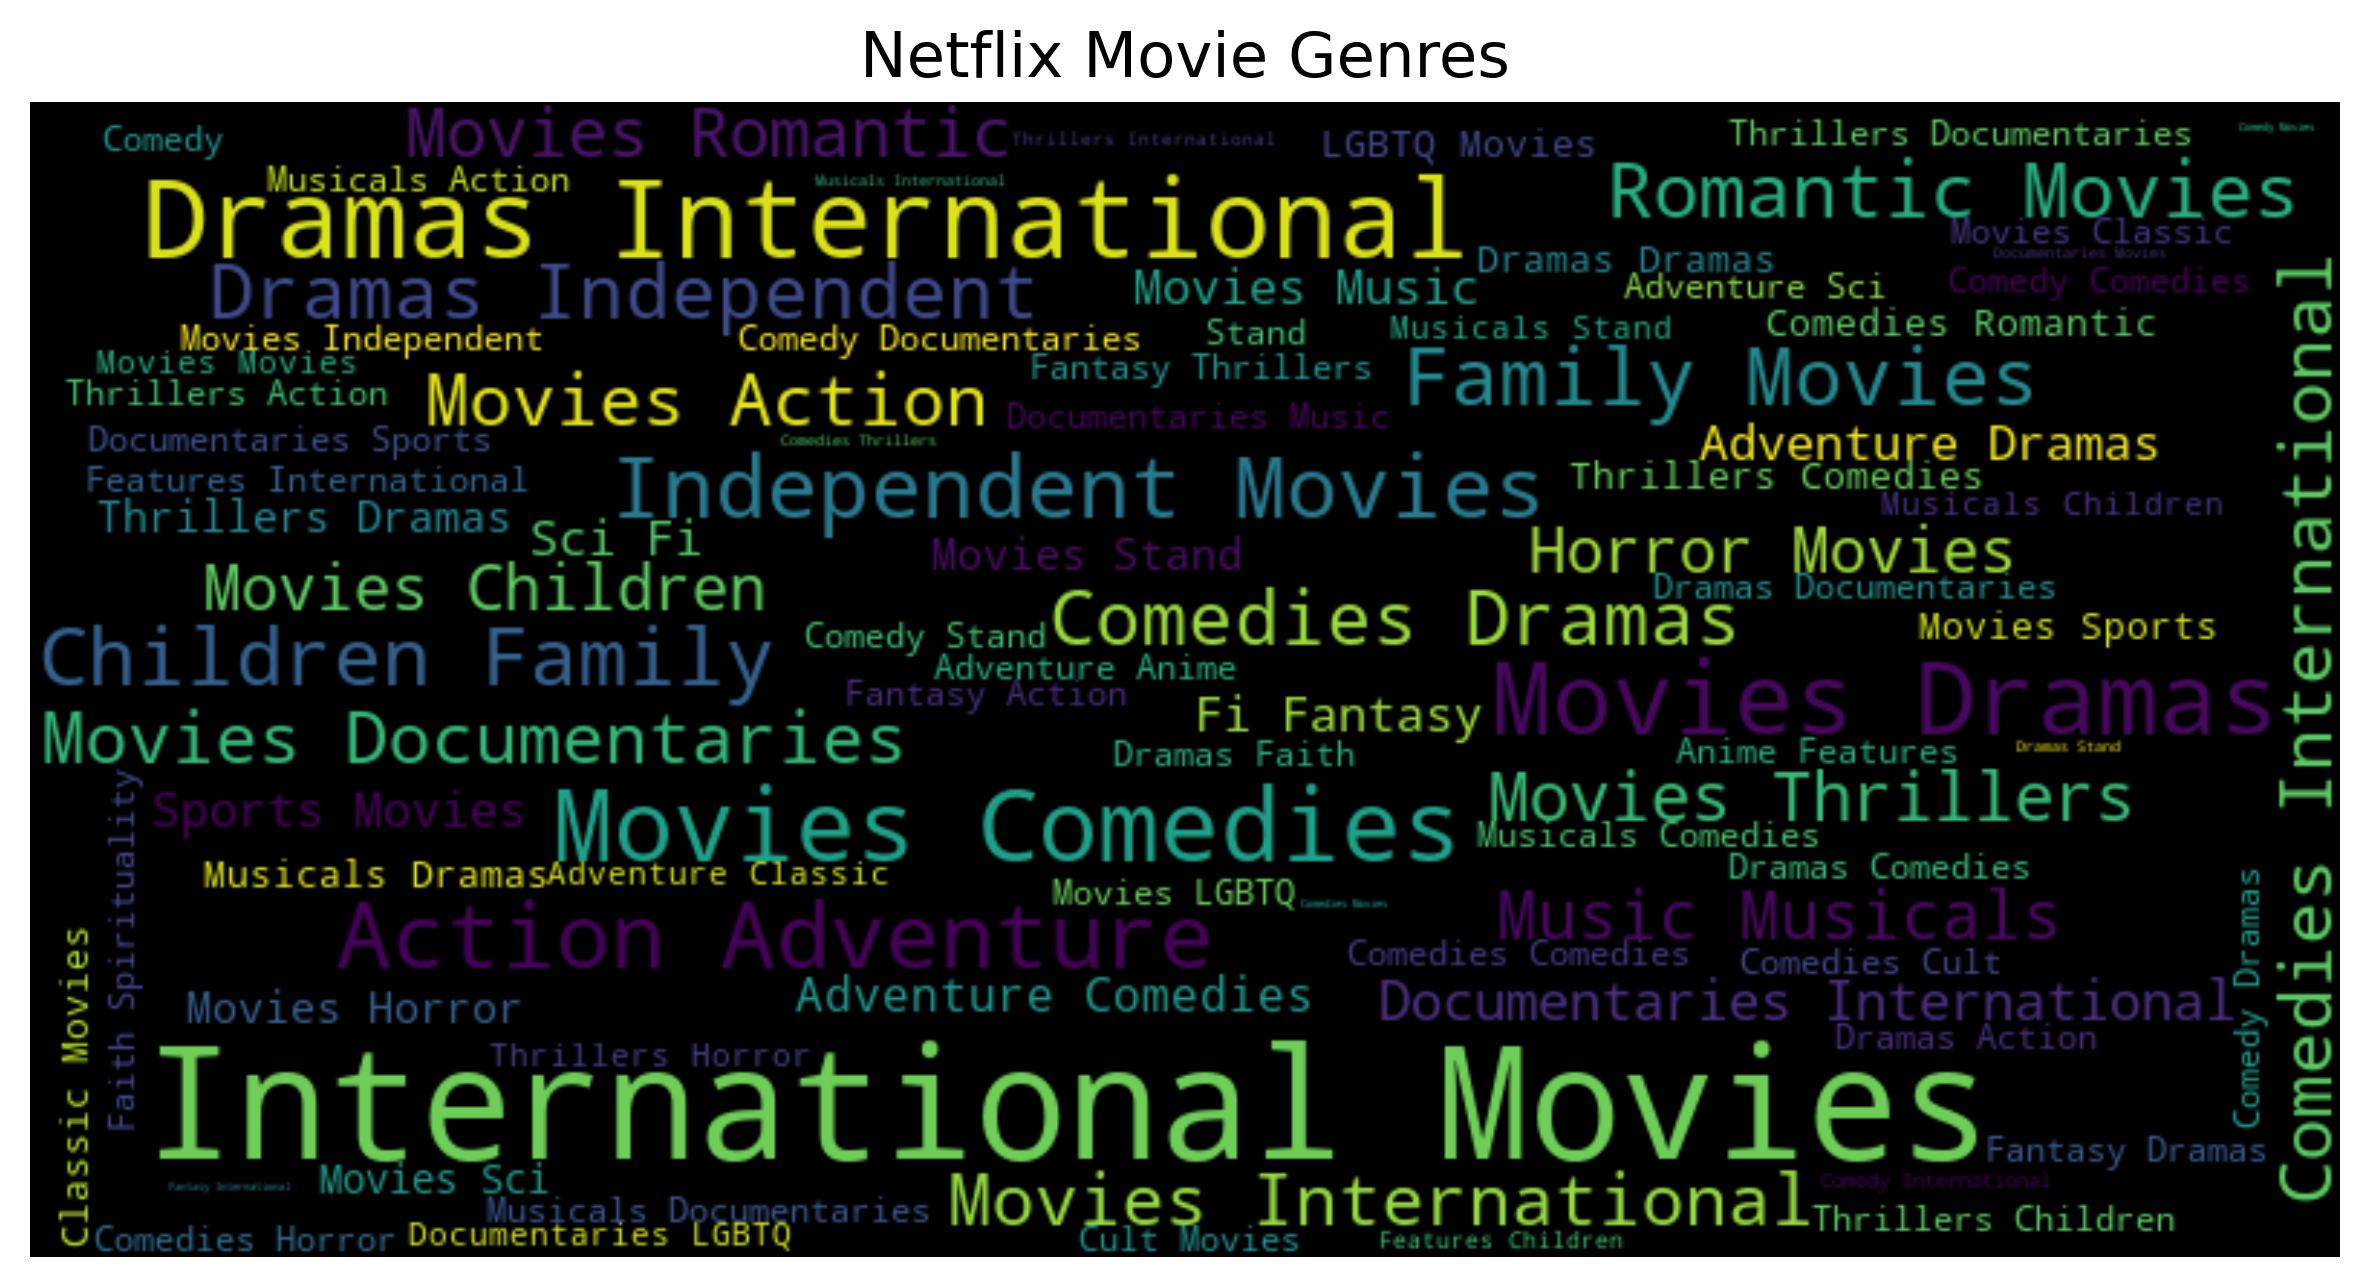 Netflix Movie Genres
Comedy
Movies Romantic
Thrillers International
LGBTQ Movies
Thrillers Documentaries
Comedy Movies
Musicals Action
Musicals International
Dramas International
Romantic Movies
Movies Classic
Documentaries Movies
Dramas Dramas
Dramas Independent
Movies Music
Adventure Sci
Comedy Comedies
Movies Independent
Comedy Documentaries
Stand
Musicals Stand
Comedies Romantic
Movies Movies
Fantasy Thrillers
Family Movies
Thrillers Action
Movies Action
Documentaries Music
Documentaries Sports
Comedies Thrillers
Adventure Dramas
Features International
Independent Movies
Thrillers Comedies
Musicals Children
Thrillers Dramas
Sci Fi
Movies Stand
Horror Movies
Movies Children
Dramas Documentaries
Comedies Dramas
Movies Sports
Children Family
Comedy Stand
Adventure Anime
Fantasy Action
Fi Fantasy
Movies Dramas
Movies Documentaries
Dramas Faith
Anime Features
Dramas Stand
Comedies International
Sports Movies
Movies Comedies
Movies Thrillers
Musicals Comedies
Faith Spirituality
Musicals Dramas
Adventure Classic
Dramas Comedies
Movies LGBTQ
Comedies Movies
Action Adventure
Music Musicals
Comedies Comedies
Comedies Cult
Comedy Dramas
Movies Horror
Adventure Comedies
Documentaries International
Dramas Action
Classic Movies
Thrillers Horror
International Movies
Fantasy Dramas
Fantasy International
Movies Sci
Movies International
Comedy International
Musicals Documentaries
Thrillers Children
Comedies Horror
Documentaries LGBTQ
Cult Movies
Features Children